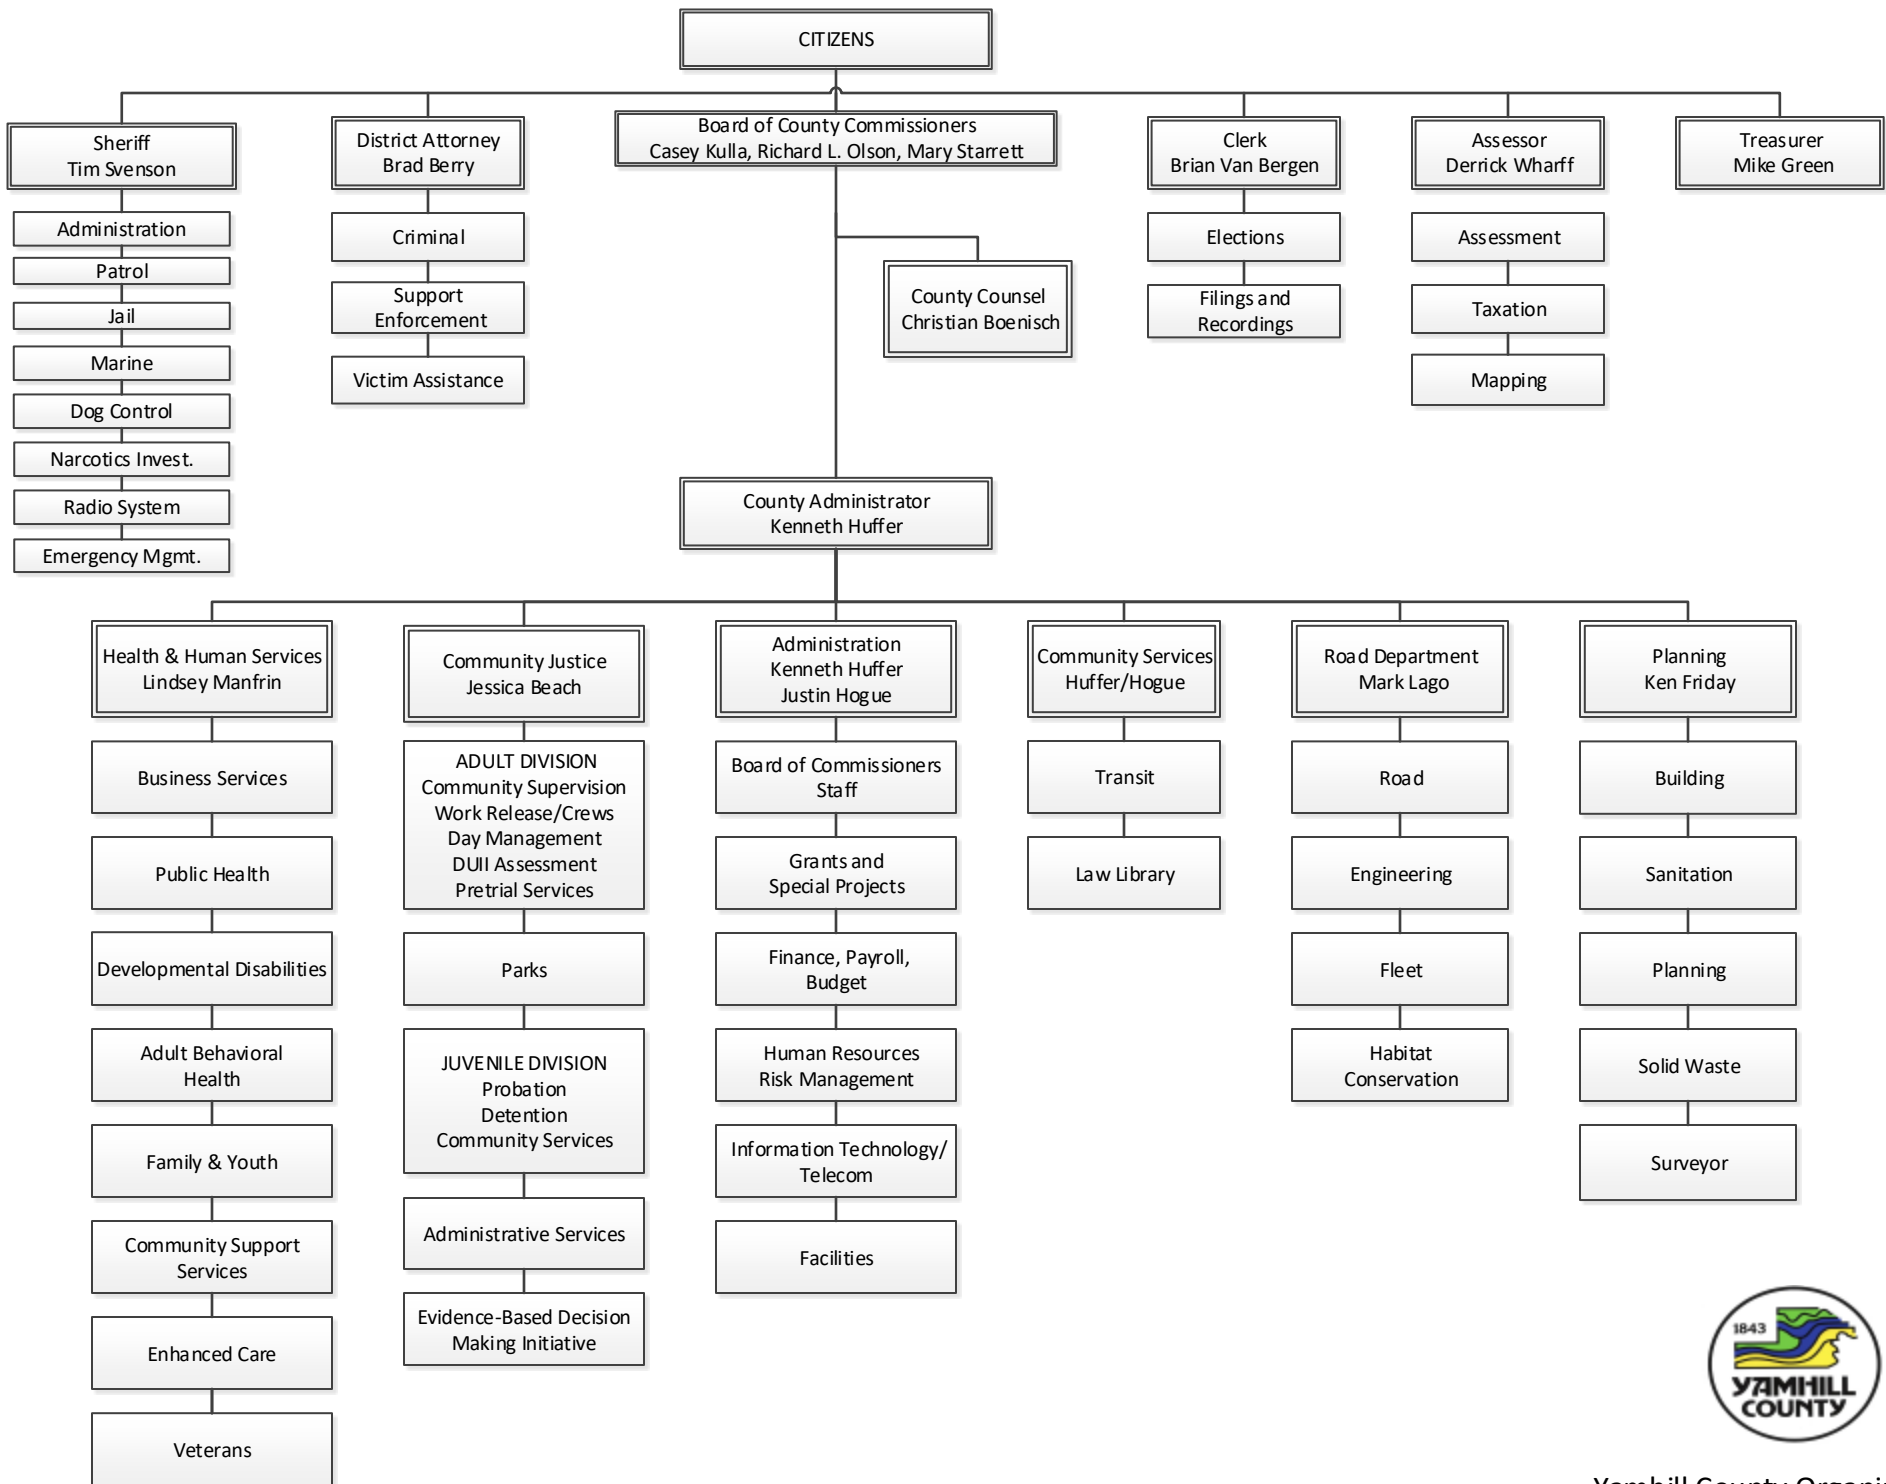 CITIZENS
Sheriff
Tim Svenson
Administration
Patrol
Jail
Marine
Dog Control
Narcotics Invest.
Radio System
Emergency Mgmt.
District Attorney
Brad Berry
Criminal
Support
Enforcement
Victim Assistance
Board of County Commissioners
Casey Kulla, Richard L. Olson, Mary Starrett
County Counsel
Christian Boenisch
Clerk
Brian Van Bergen
Elections
Filings and
Recordings
Assessor
Derrick Wharff
Assessment
Taxation
Mapping
Treasurer
Mike Green
County Administrator
Kenneth Huffer
Health & Human Services
Lindsey Manfrin
Business Services
Public Health
Developmental Disabilities
Adult Behavioral
Health
Family & Youth
Community Support
Services
Enhanced Care
Veterans
Community Justice
Jessica Beach
ADULT DIVISION
Community Supervision
Work Release/Crews
Day Management
DUII Assessment
Pretrial Services
Parks
JUVENILE DIVISION
Probation
Detention
Community Services
Administrative Services
Evidence-Based Decision
Making Initiative
Administration
Kenneth Huffer
Justin Hogue
Board of Commissioners
Staff
Grants and
Special Projects
Finance, Payroll,
Budget
Human Resources
Risk Management
Information Technology/
Telecom
Facilities
Community Services
Huffer/Hogue
Transit
Law Library
Road Department
Mark Lago
Road
Engineering
Fleet
Habitat
Conservation
Planning
Ken Friday
Building
Sanitation
Planning
Solid Waste
Surveyor
1843
YAMHILL
COUNTY